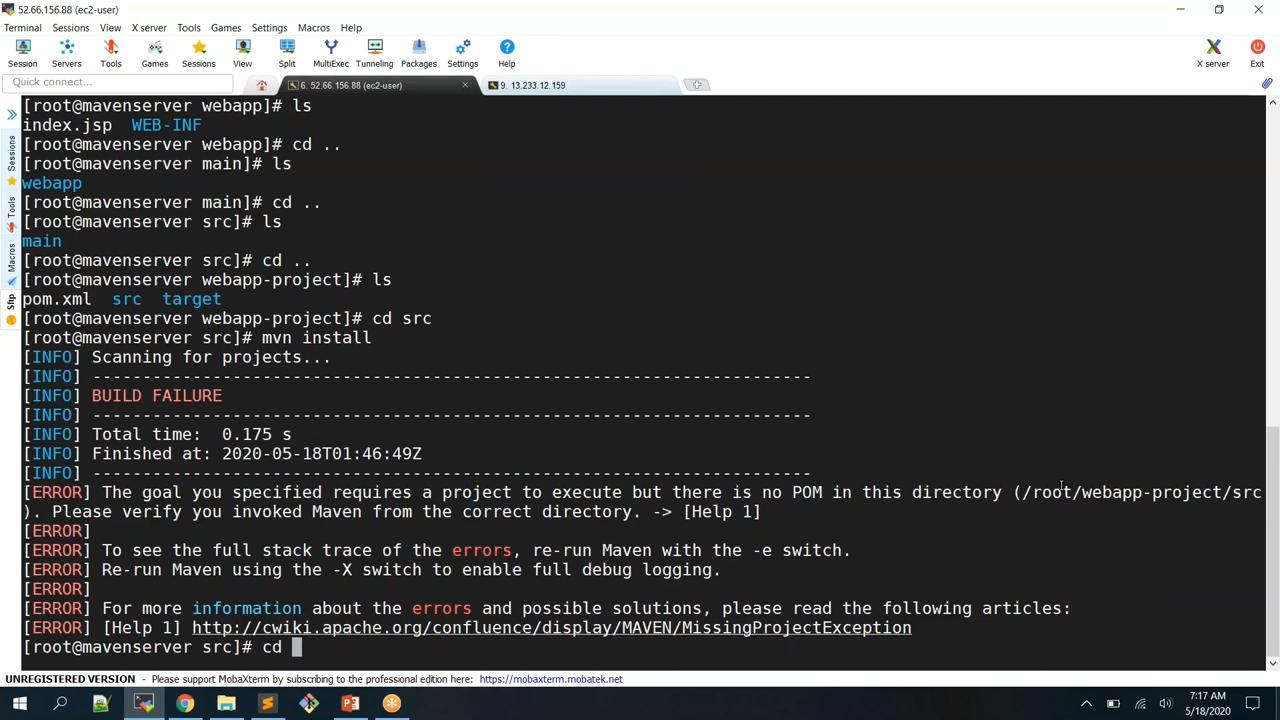 52.66.156.88 (ec2-user)
Terminal Sessions View X server Tools Games Settings Macros Help
Session Servers Tools Games Sessions View Split MultiExec Tunneling Packages Settings Help X server Exit
Quick connect... 6. 52.66.156.88 (ec2-user) 9. 13.233.12.159
[root@mavenserver webapp]# ls
index.jsp WEB-INF
[root@mavenserver webapp]# cd ..
[root@mavenserver main]# ls
webapp
[root@mavenserver main]# cd ..
[root@mavenserver src]# ls
main
[root@mavenserver src]# cd ..
[root@mavenserver webapp-project]# ls
pom.xml src target
[root@mavenserver webapp-project]# cd src
[root@mavenserver src]# mvn install
[INFO] Scanning for projects...
[INFO] ------------------------------------------------------------------------
[INFO] BUILD FAILURE
[INFO] ------------------------------------------------------------------------
[INFO] Total time: 0.175 s
[INFO] Finished at: 2020-05-18T01:46:49Z
[INFO] ------------------------------------------------------------------------
[ERROR] The goal you specified requires a project to execute but there is no POM in this directory (/root/webapp-project/src
). Please verify you invoked Maven from the correct directory. -> [Help 1]
[ERROR]
[ERROR] To see the full stack trace of the errors, re-run Maven with the -e switch.
[ERROR] Re-run Maven using the -X switch to enable full debug logging.
[ERROR]
[ERROR] For more information about the errors and possible solutions, please read the following articles:
[ERROR] [Help 1] http://cwiki.apache.org/confluence/display/MAVEN/MissingProjectException
[root@mavenserver src]# cd
Sessions
Tools
Macros
Sftp
UNREGISTERED VERSION - Please support MobaXterm by subscribing to the professional edition here: https://mobaxterm.mobatek.net
7:17 AM
5/18/2020